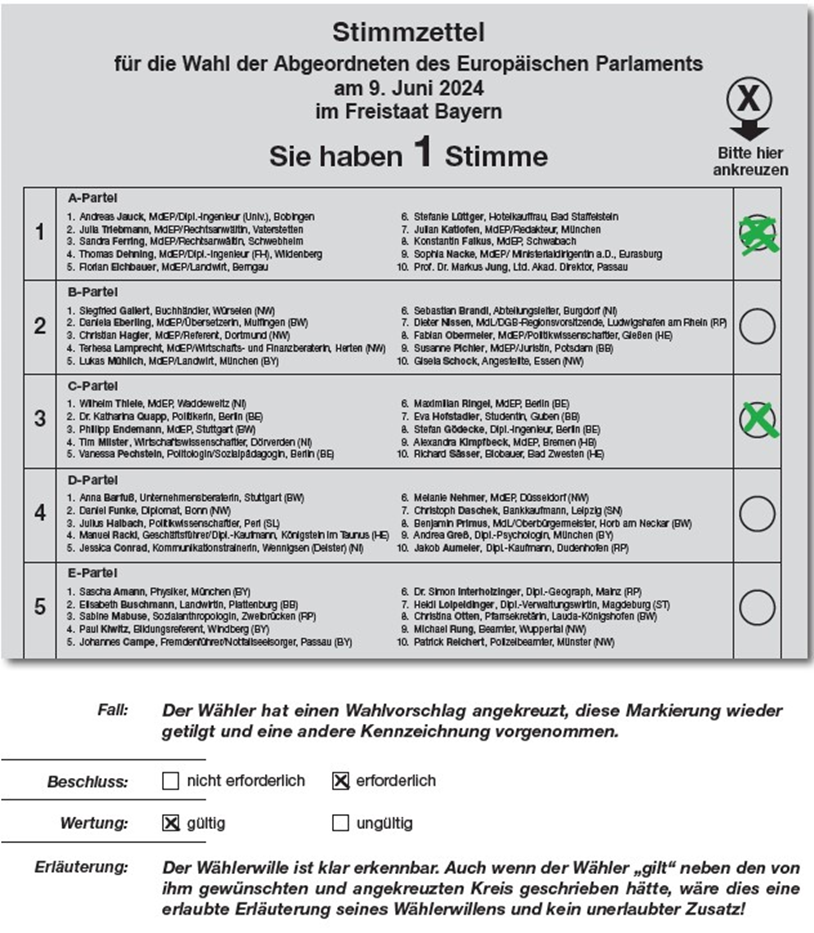 Stimmzettel
für die Wahl der Abgeordneten des Europäischen Parlaments
am 9. Juni 2024
im Freistaat Bayern
Sie haben 1 Stimme
X
Bitte hier
ankreuzen
1
A-Partei
1. Andreas Jauck, MdEP/Dipl.-Ingenieur (Univ.), Bobingen
2. Julia Triebmann, MdEP/Rechtsanwältin, Vaterstetten
3. Sandra Ferring, MdEP/Rechtsanwältin, Schwebheim
4. Thomas Dehning, MdEP/Dipl.-Ingenieur (FH), Wildenberg
5. Florian Eichbauer, MdEP/Landwirt, Berngau
6. Stefanie Lüttger, Hotelkauffrau, Bad Staffelstein
7. Julian Katlofen, MdEP/Redakteur, München
8. Konstantin Falkus, MdEP, Schwabach
9. Sophia Nacke, MdEP/ Ministerialdirigentin a.D., Eurasburg
10. Prof. Dr. Markus Jung, Ltd. Akad. Direktor, Passau
2
B-Partei
1. Siegfried Gallert, Buchhändler, Würselen (NW)
2. Daniela Eberling, MdEP/Übersetzerin, Mulfingen (BW)
3. Christian Hagler, MdEP/Referent, Dortmund (NW)
4. Terhesa Lamprecht, MdEP/Wirtschafts- und Finanzberaterin, Herten (NW)
5. Lukas Mühlich, MdEP/Landwirt, München (BY)
6. Sebastian Brandl, Abteilungsleiter, Burgdorf (NI)
7. Dieter Nissen, MdL/DGB-Regionsvorsitzende, Ludwigshafen am Rhein (RP)
8. Fabian Obermeier, MdEP/Politikwissenschaftler, Gießen (HE)
9. Susanne Pichler, MdEP/Juristin, Potsdam (BB)
10. Gisela Schock, Angestellte, Essen (NW)
3
C-Partei
1. Wilhelm Thiele, MdEP, Waddeweitz (NI)
2. Dr. Katharina Quapp, Politikerin, Berlin (BE)
3. Philipp Endemann, MdEP, Stuttgart (BW)
4. Tim Milster, Wirtschaftswissenschaftler, Dörverden (NI)
5. Vanessa Pechstein, Politologin/Sozialpädagogin, Berlin (BE)
6. Maximilian Ringel, MdEP, Berlin (BE)
7. Eva Hofstadler, Studentin, Guben (BB)
8. Stefan Gödecke, Dipl.-Ingenieur, Berlin (BE)
9. Alexandra Kimpfbeck, MdEP, Bremen (HB)
10. Richard Sässer, Biobauer, Bad Zwesten (HE)
4
D-Partei
1. Anna Barfuß, Unternehmensberaterin, Stuttgart (BW)
2. Daniel Funke, Diplomat, Bonn (NW)
3. Julius Haibach, Politikwissenschaftler, Perl (SL)
4. Manuel Racki, Geschäftsführer/Dipl.-Kaufmann, Königstein im Taunus (HE)
5. Jessica Conrad, Kommunikationstrainerin, Wennigsen (Deister) (NI)
6. Melanie Nehmer, MdEP, Düsseldorf (NW)
7. Christoph Daschek, Bankkaufmann, Leipzig (SN)
8. Benjamin Primus, MdL/Oberbürgermeister, Horb am Neckar (BW)
9. Andrea Greß, Dipl.-Psychologin, München (BY)
10. Jakob Aumeier, Dipl.-Kaufmann, Dudenhofen (RP)
5
E-Partei
1. Sascha Amann, Physiker, München (BY)
2. Elisabeth Buschmann, Landwirtin, Plattenburg (BB)
3. Sabine Mabuse, Sozialanthropologin, Zweibrücken (RP)
4. Paul Kiwitz, Bildungsreferent, Windberg (BY)
5. Johannes Campe, Fremdenführer/Notfallseelsorger, Passau (BY)
6. Dr. Simon Interholzinger, Dipl.-Geograph, Mainz (RP)
7. Heidi Loipeldinger, Dipl.-Verwaltungswirtin, Magdeburg (ST)
8. Christina Otten, Pfarrsekretärin, Lauda-Königshofen (BW)
9. Michael Rung, Beamter, Wuppertal (NW)
10. Patrick Reichert, Polizeibeamter, Münster (NW)
Fall: Der Wähler hat einen Wahlvorschlag angekreuzt, diese Markierung wieder
getilgt und eine andere Kennzeichnung vorgenommen.
Beschluss: nicht erforderlich erforderlich
Wertung: gültig ungültig
Erläuterung: Der Wählerwille ist klar erkennbar. Auch wenn der Wähler „gilt“ neben den von
ihm gewünschten und angekreuzten Kreis geschrieben hätte, wäre dies eine
erlaubte Erläuterung seines Wählerwillens und kein unerlaubter Zusatz!